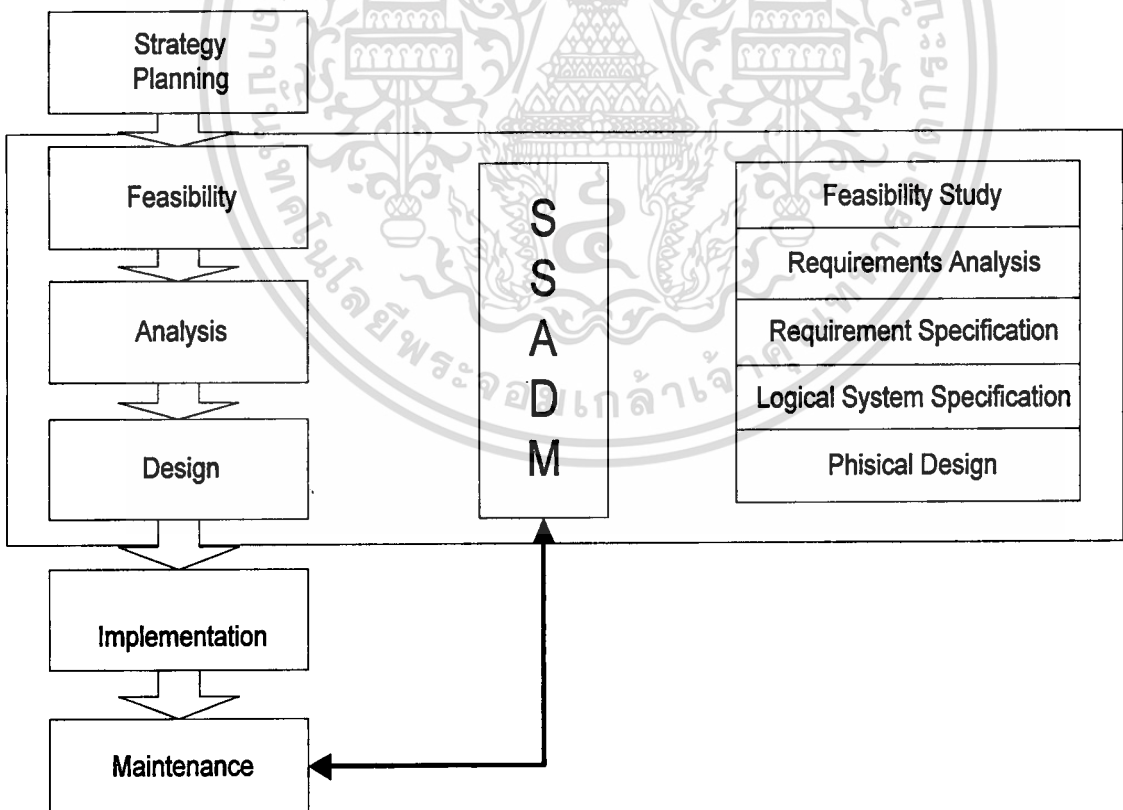 Strategy
Planning
Feasibility
Analysis
Design
Implementation
Maintenance
S
S
A
D
M
Feasibility Study
Requirements Analysis
Requirement Specification
Logical System Specification
Phisical Design